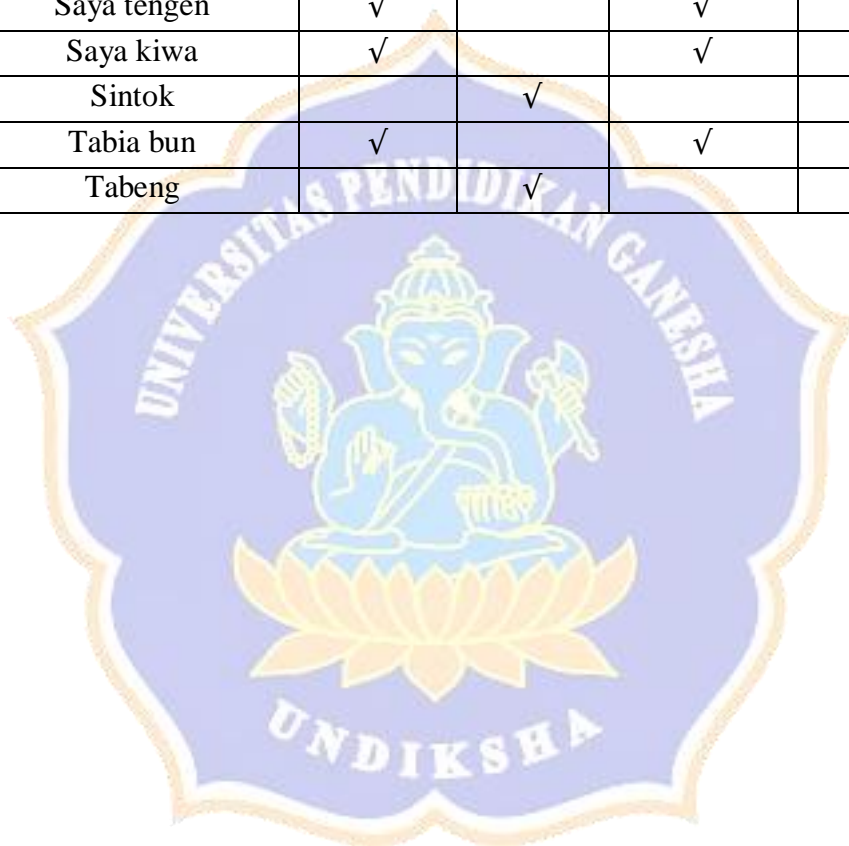 Saya tengen √ √
Saya kiwa √ √
Sintok √
Tabia bun √ √
Tabeng √
UNIVERSITAS PENDIDIKAN GANESHA
UNDIKSHA